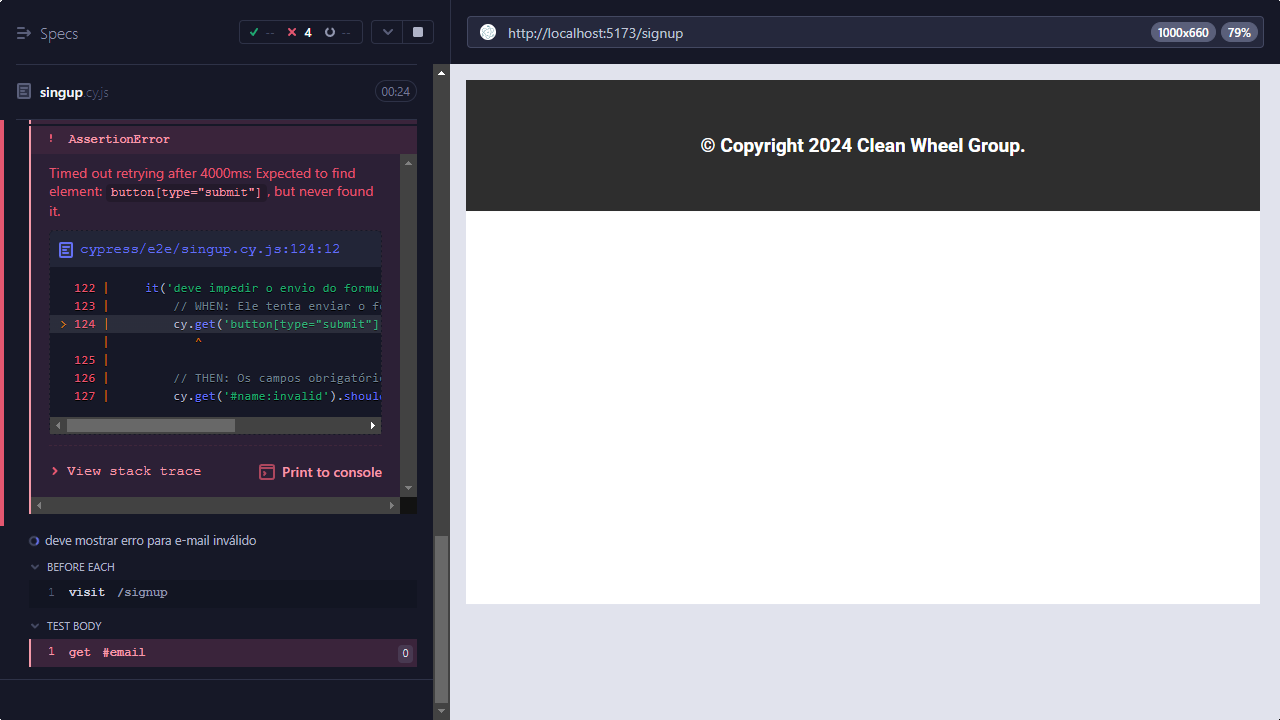 Specs
-- 4 --
http://localhost:5173/signup
1000x660
79%
singup.cy.js
00:24
! AssertionError
Timed out retrying after 4000ms: Expected to find
element: button[type="submit"], but never found
it.
cypress/e2e/singup.cy.js:124:12
122 | it('deve impedir o envio do formu
123 | // WHEN: Ele tenta enviar o fo
> 124 | cy.get('button[type="submit"]
| ^
125 |
126 | // THEN: Os campos obrigatóri
127 | cy.get('#name:invalid').should
View stack trace
Print to console
deve mostrar erro para e-mail inválido
BEFORE EACH
1 visit /signup
TEST BODY
1 get #email 0
© Copyright 2024 Clean Wheel Group.